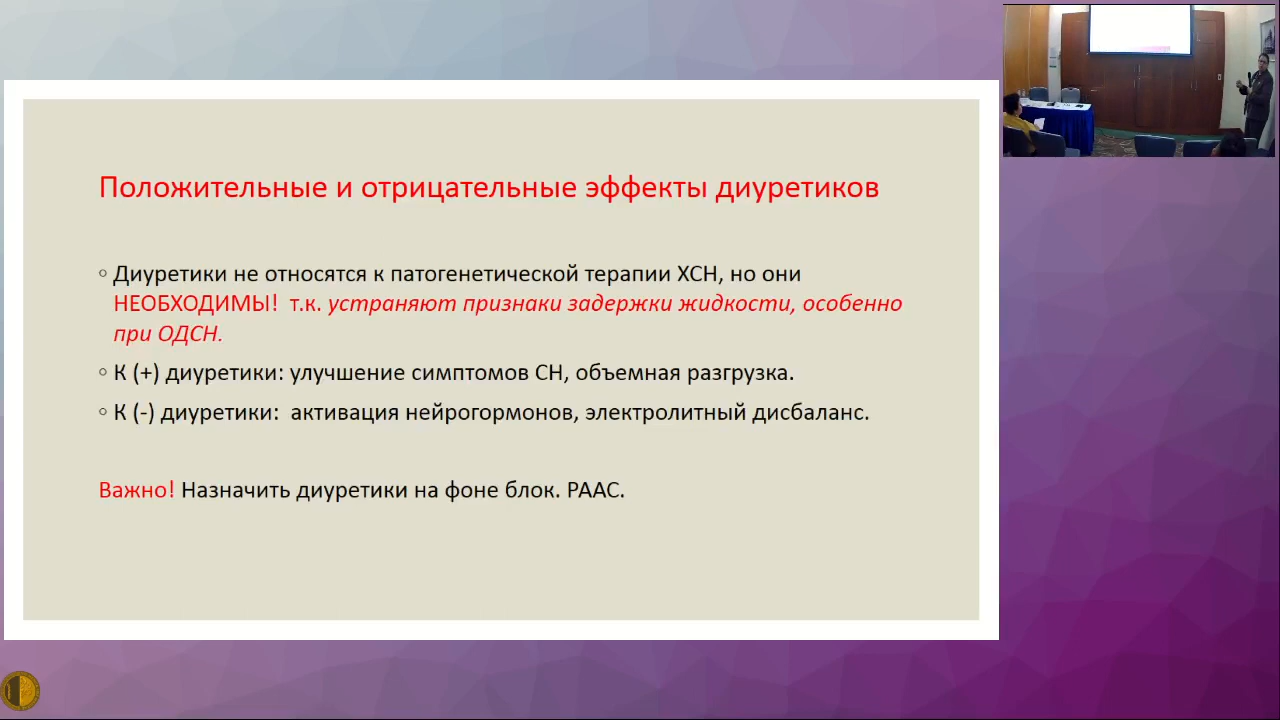 Положительные и отрицательные эффекты диуретиков
◦ Диуретики не относятся к патогенетической терапии ХСН, но они
НЕОБХОДИМЫ!  т.к. устраняют признаки задержки жидкости, особенно
при ОДСН.
◦ К (+) диуретики: улучшение симптомов СН, объемная разгрузка.
◦ К (-) диуретики:  активация нейрогормонов, электролитный дисбаланс.
Важно! Назначить диуретики на фоне блок. РААС.